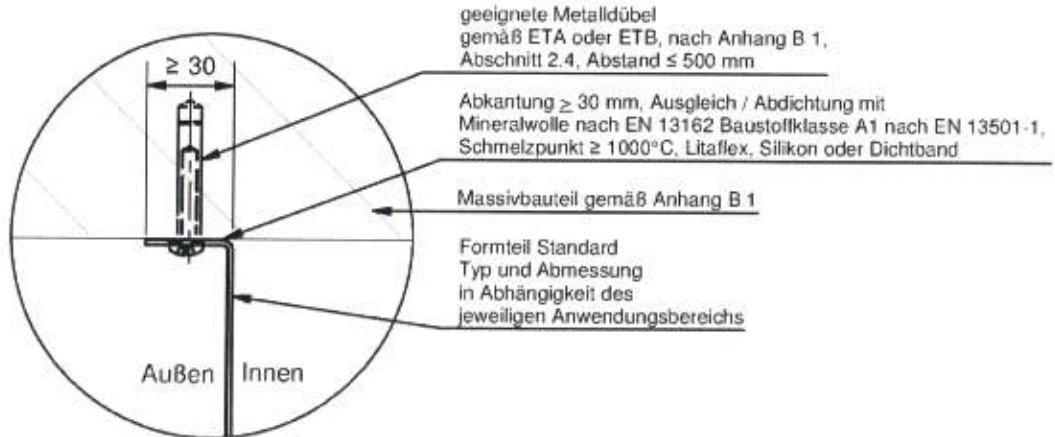 geeignete Metalldübel
gemäß ETA oder ETB, nach Anhang B 1,
Abschnitt 2.4, Abstand ≤ 500 mm
≥ 30
Abkantung ≥ 30 mm, Ausgleich / Abdichtung mit
Mineralwolle nach EN 13162 Baustoffklasse A1 nach EN 13501-1,
Schmelzpunkt ≥ 1000°C, Litaflex, Silikon oder Dichtband
Massivbauteil gemäß Anhang B 1
Formteil Standard
Typ und Abmessung
in Abhängigkeit des
jeweiligen Anwendungsbereichs
Außen Innen